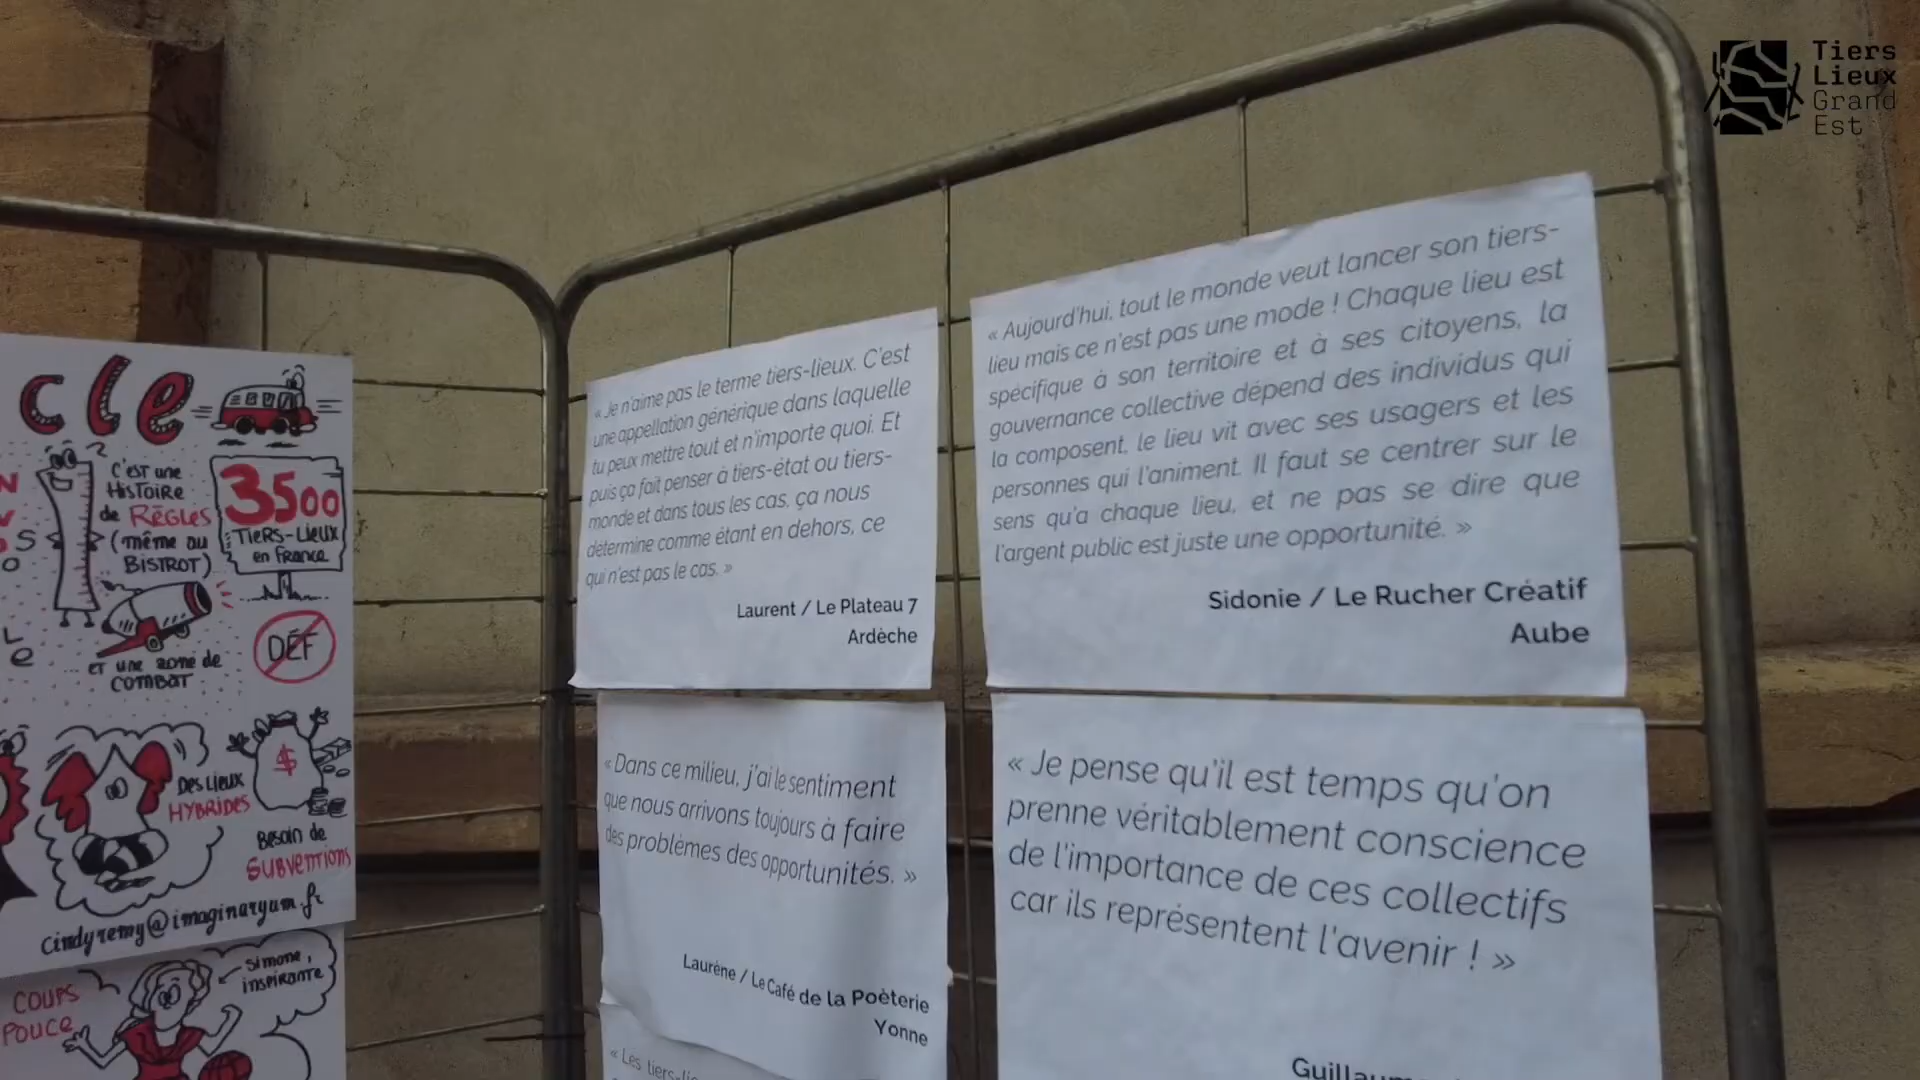 Tiers
Lieux
Grand
Est
cle
C'EST une
HISTOIRE
de RÈGLES
(même au
BISTROT)
3500
TIERS-LIEUX
en FRANCE
ET une zone de
COMBAT
DÉF
DES LIEUX
HYBRIDES
$
BESOIN DE
SUBVENTIONS
cindyremy@imaginaryum.fr
COUPS
POUCE
Simone,
inspirante
« Je n'aime pas le terme tiers-lieux. C'est
une appellation générique dans laquelle
tu peux mettre tout et n'importe quoi. Et
puis ça fait penser à tiers-état ou tiers-
monde et dans tous les cas, ça nous
détermine comme étant en dehors, ce
qui n'est pas le cas. »
Laurent / Le Plateau 7
Ardèche
« Aujourd'hui, tout le monde veut lancer son tiers-
lieu mais ce n'est pas une mode ! Chaque lieu est
spécifique à son territoire et à ses citoyens, la
gouvernance collective dépend des individus qui
la composent, le lieu vit avec ses usagers et les
personnes qui l'animent. Il faut se centrer sur le
sens qu'a chaque lieu, et ne pas se dire que
l'argent public est juste une opportunité. »
Sidonie / Le Rucher Créatif
Aube
« Dans ce milieu, j'ai le sentiment
que nous arrivons toujours à faire
des problèmes des opportunités. »
Laurène / Le Café de la Poèterie
Yonne
« Je pense qu'il est temps qu'on
prenne véritablement conscience
de l'importance de ces collectifs
car ils représentent l'avenir ! »
« Les